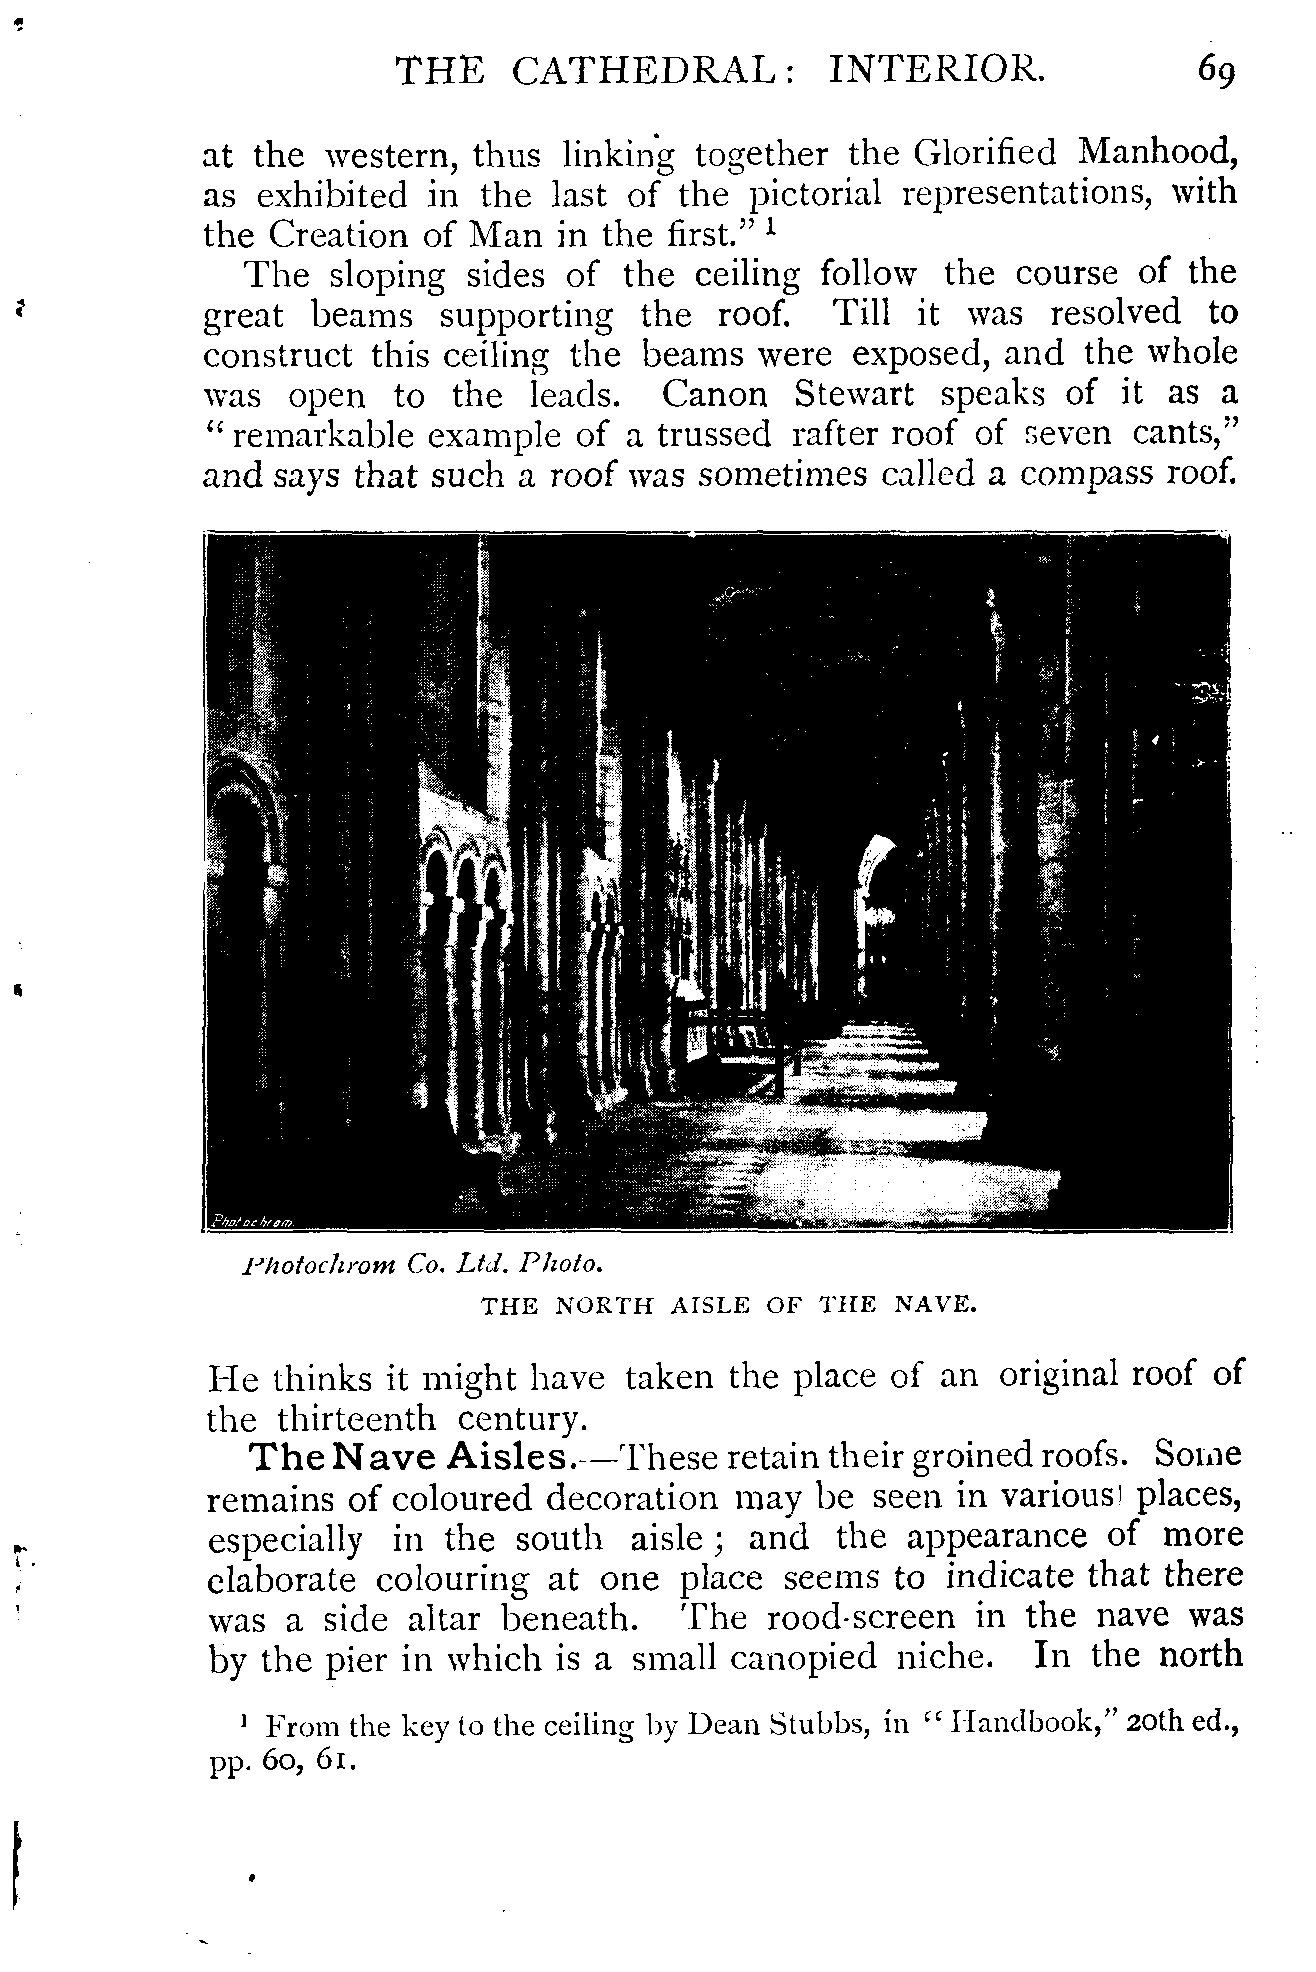 THE CATHEDRAL: INTERIOR. 69
at the western, thus linking together the Glorified Manhood,
as exhibited in the last of the pictorial representations, with
the Creation of Man in the first." 1
The sloping sides of the ceiling follow the course of the
great beams supporting the roof. Till it was resolved to
construct this ceiling the beams were exposed, and the whole
was open to the leads. Canon Stewart speaks of it as a
"remarkable example of a trussed rafter roof of seven cants,"
and says that such a roof was sometimes called a compass roof.
Photochrom
Photochrom Co. Ltd. Photo.
THE NORTH AISLE OF THE NAVE.
He thinks it might have taken the place of an original roof of
the thirteenth century.
The Nave Aisles.—These retain their groined roofs. Some
remains of coloured decoration may be seen in various places,
especially in the south aisle; and the appearance of more
elaborate colouring at one place seems to indicate that there
was a side altar beneath. The rood-screen in the nave was
by the pier in which is a small canopied niche. In the north
1 From the key to the ceiling by Dean Stubbs, in "Handbook," 20th ed.,
pp. 60, 61.